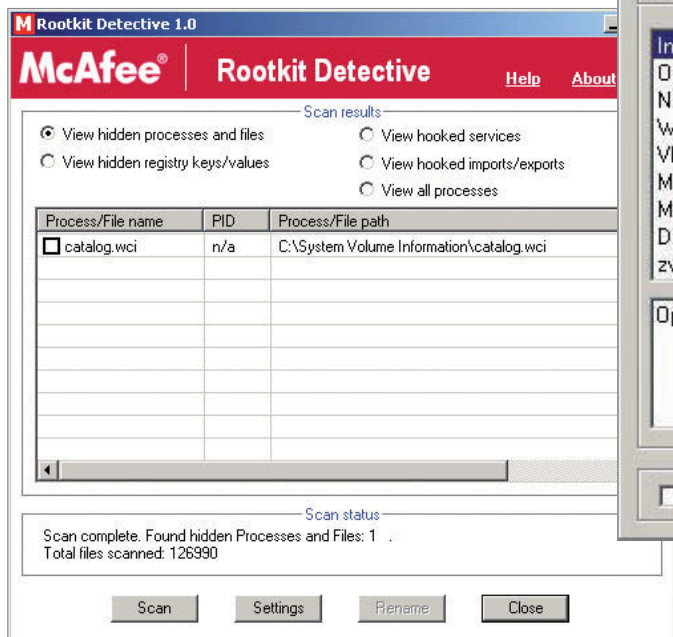 Rootkit Detective 1.0
McAfee® Rootkit Detective Help About
Scan results
View hidden processes and files
View hooked services
View hidden registry keys/values
View hooked imports/exports
View all processes
Process/File name PID Process/File path
catalog.wci n/a C:\System Volume Information\catalog.wci
Scan status
Scan complete. Found hidden Processes and Files: 1 .
Total files scanned: 126990
Scan Settings Rename Close